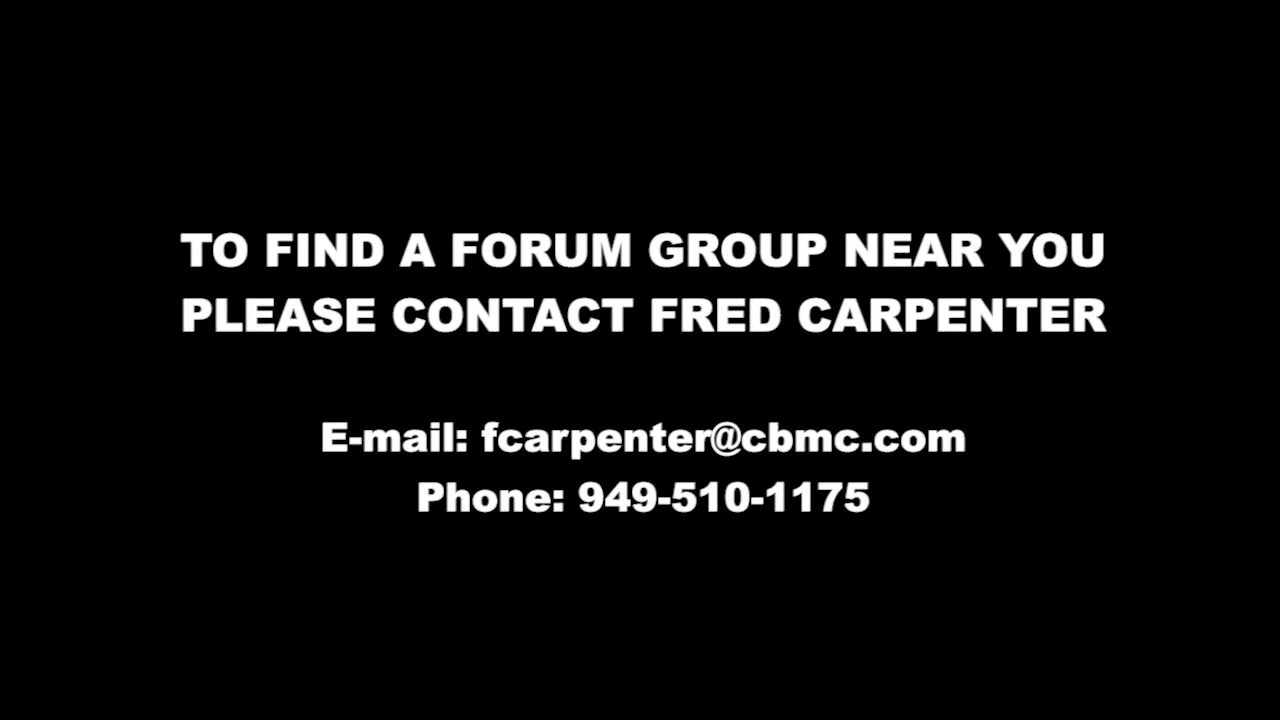 TO FIND A FORUM GROUP NEAR YOU
PLEASE CONTACT FRED CARPENTER
E-mail: fcarpenter@cbmc.com
Phone: 949-510-1175